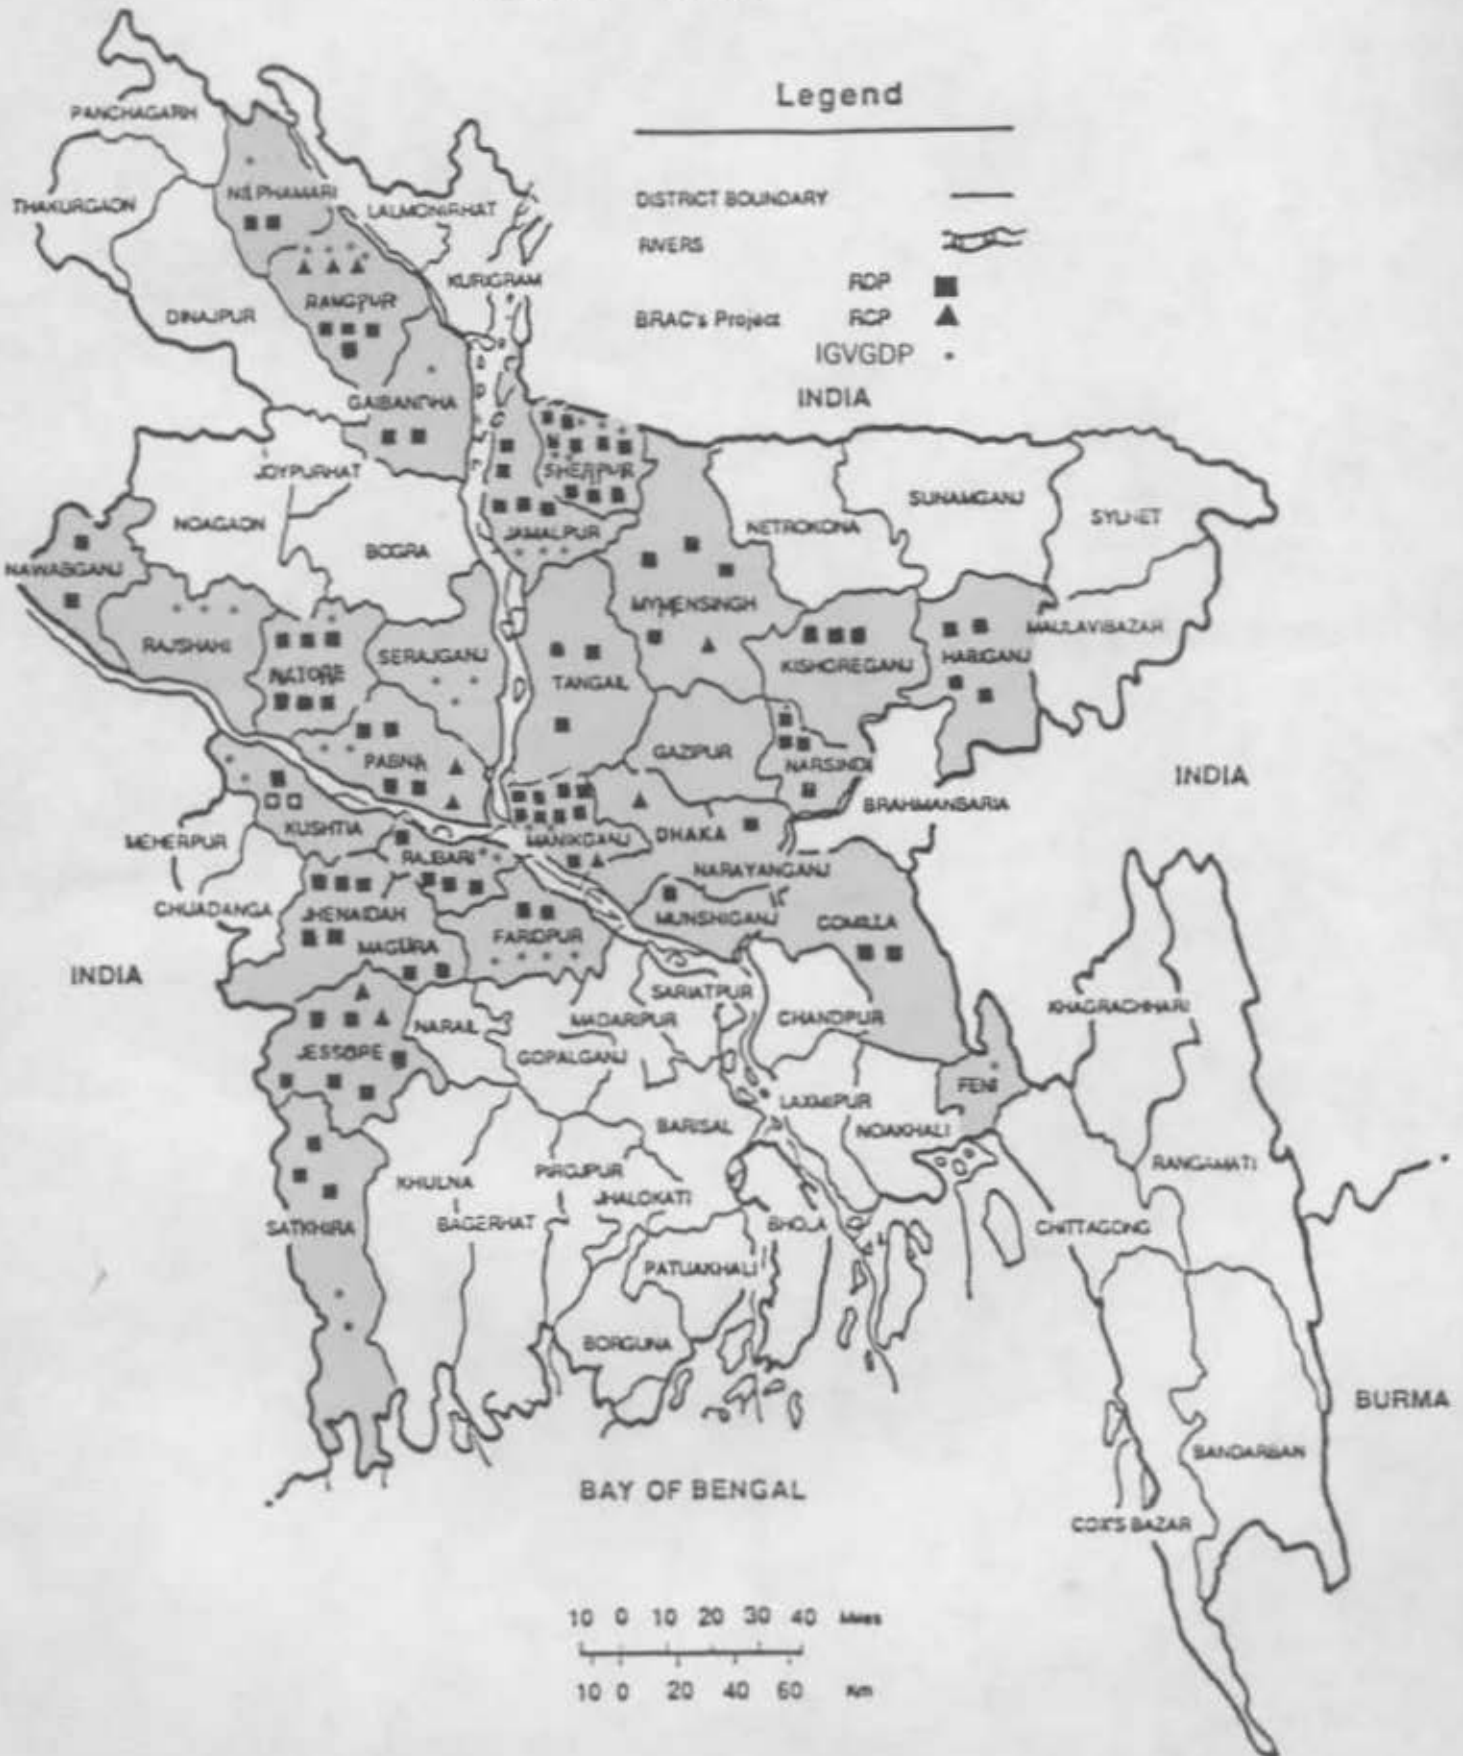 Legend
DISTRICT BOUNDARY
RIVERS
RDP
BRAC's Project RCP
IGVGDP
PANCHAGARH
THAKURGAON
NILPHAMARI
LALMONIRHAT
KURIGRAM
DINAJPUR
RANGPUR
GAIBANDHA
INDIA
JOYPURHAT
SHERPUR
NOAGAON
BOGRA
JAMALPUR
NETROKONA
SUNAMGANJ
SYLHET
NAWABGANJ
MYMENSINGH
RAJSHAHI
NATORE
SERAJGANJ
TANGAIL
KISHOREGANJ
HABIGANJ
MAULAVIBAZAR
PABNA
GAZIPUR
NARSINDI
INDIA
BRAHMANBARIA
MEHERPUR
KUSHTIA
RAJBARI
MANIKGANJ
DHAKA
NARAYANGANJ
CHUADANGA
JHENAIDAH
MAGURA
FARIDPUR
MUNSHIGANJ
COMILLA
INDIA
SARIATPUR
MADARIPUR
CHANDPUR
KHAGRACHHARI
NARAIL
JESSORE
GOPALGANJ
FENI
LAXMIPUR
BARISAL
NOAKHALI
KHULNA
PIROJPUR
RANGAMATI
JHALOKATI
SATKHIRA
BAGERHAT
BHOLA
CHITTAGONG
PATUAKHALI
BORGUNA
BURMA
BANDARBAN
BAY OF BENGAL
COX'S BAZAR
10 0 10 20 30 40 Miles
10 0 20 40 60 Km